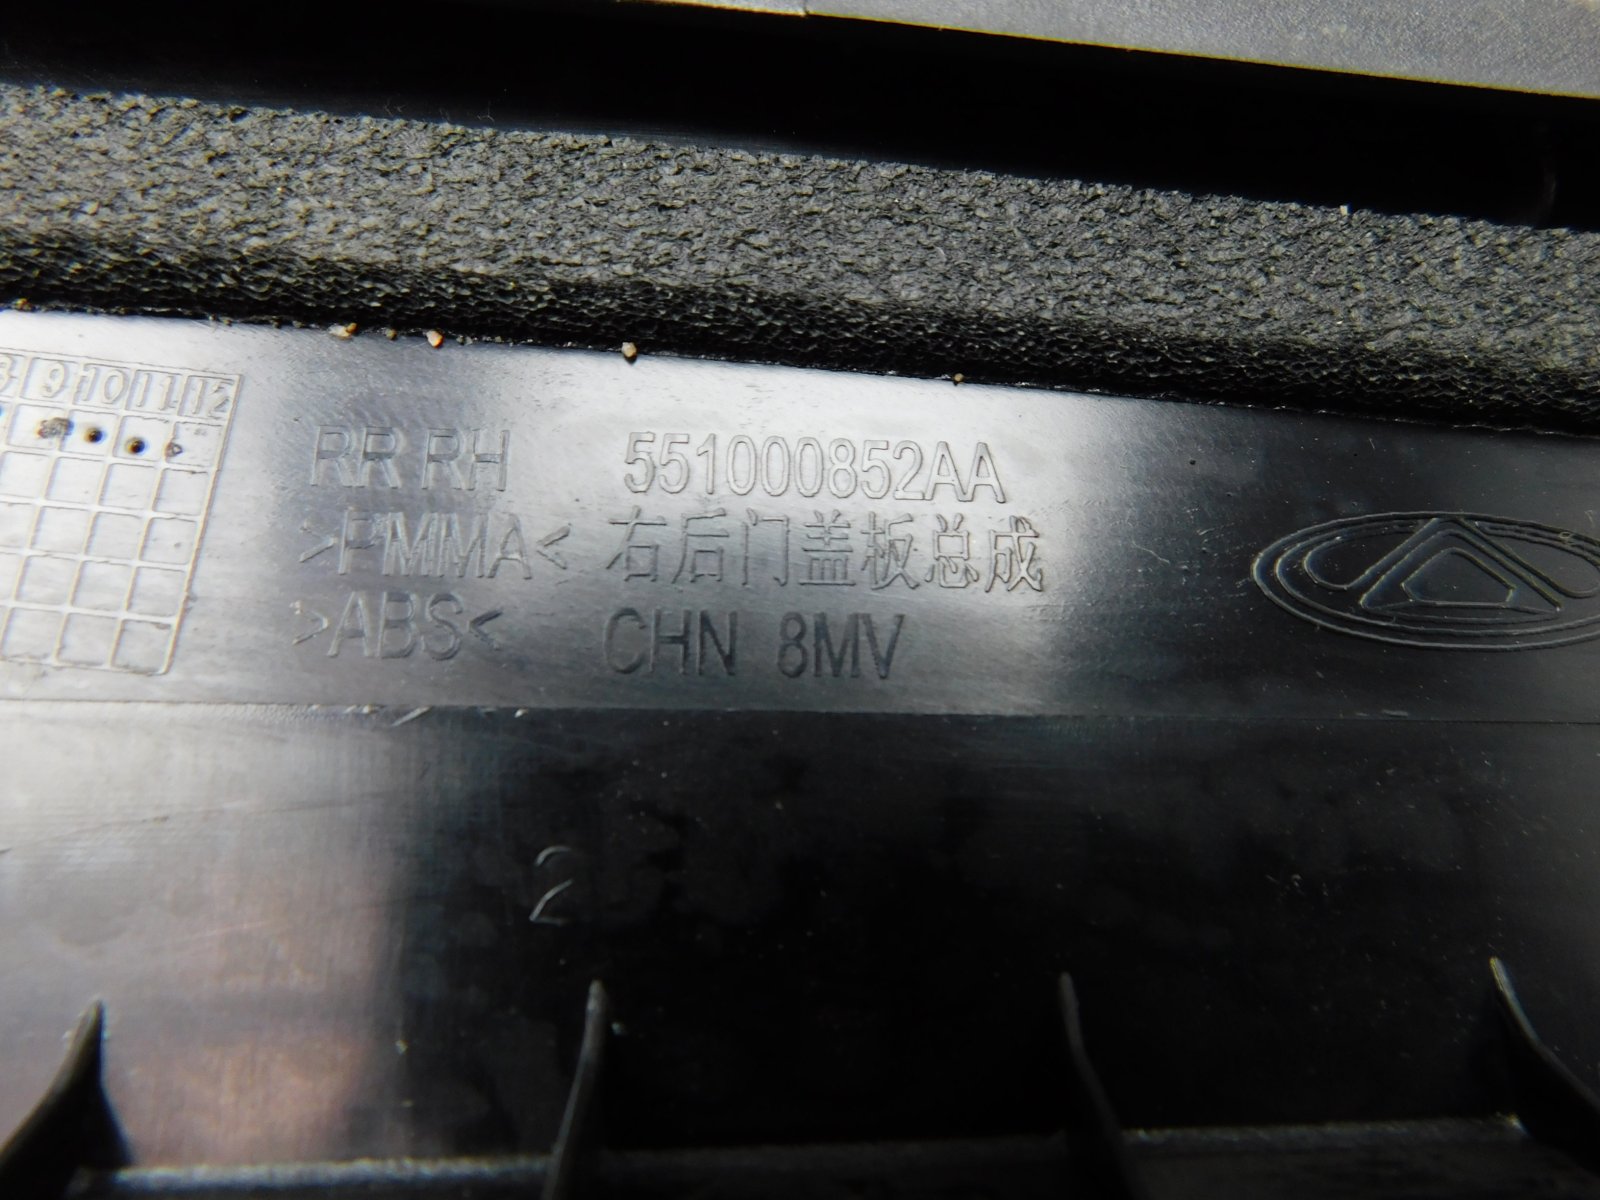 9 10 11 12
RR RH 551000852AA
>PMMA< 右后门盖板总成
>ABS< CHN 8MV
2